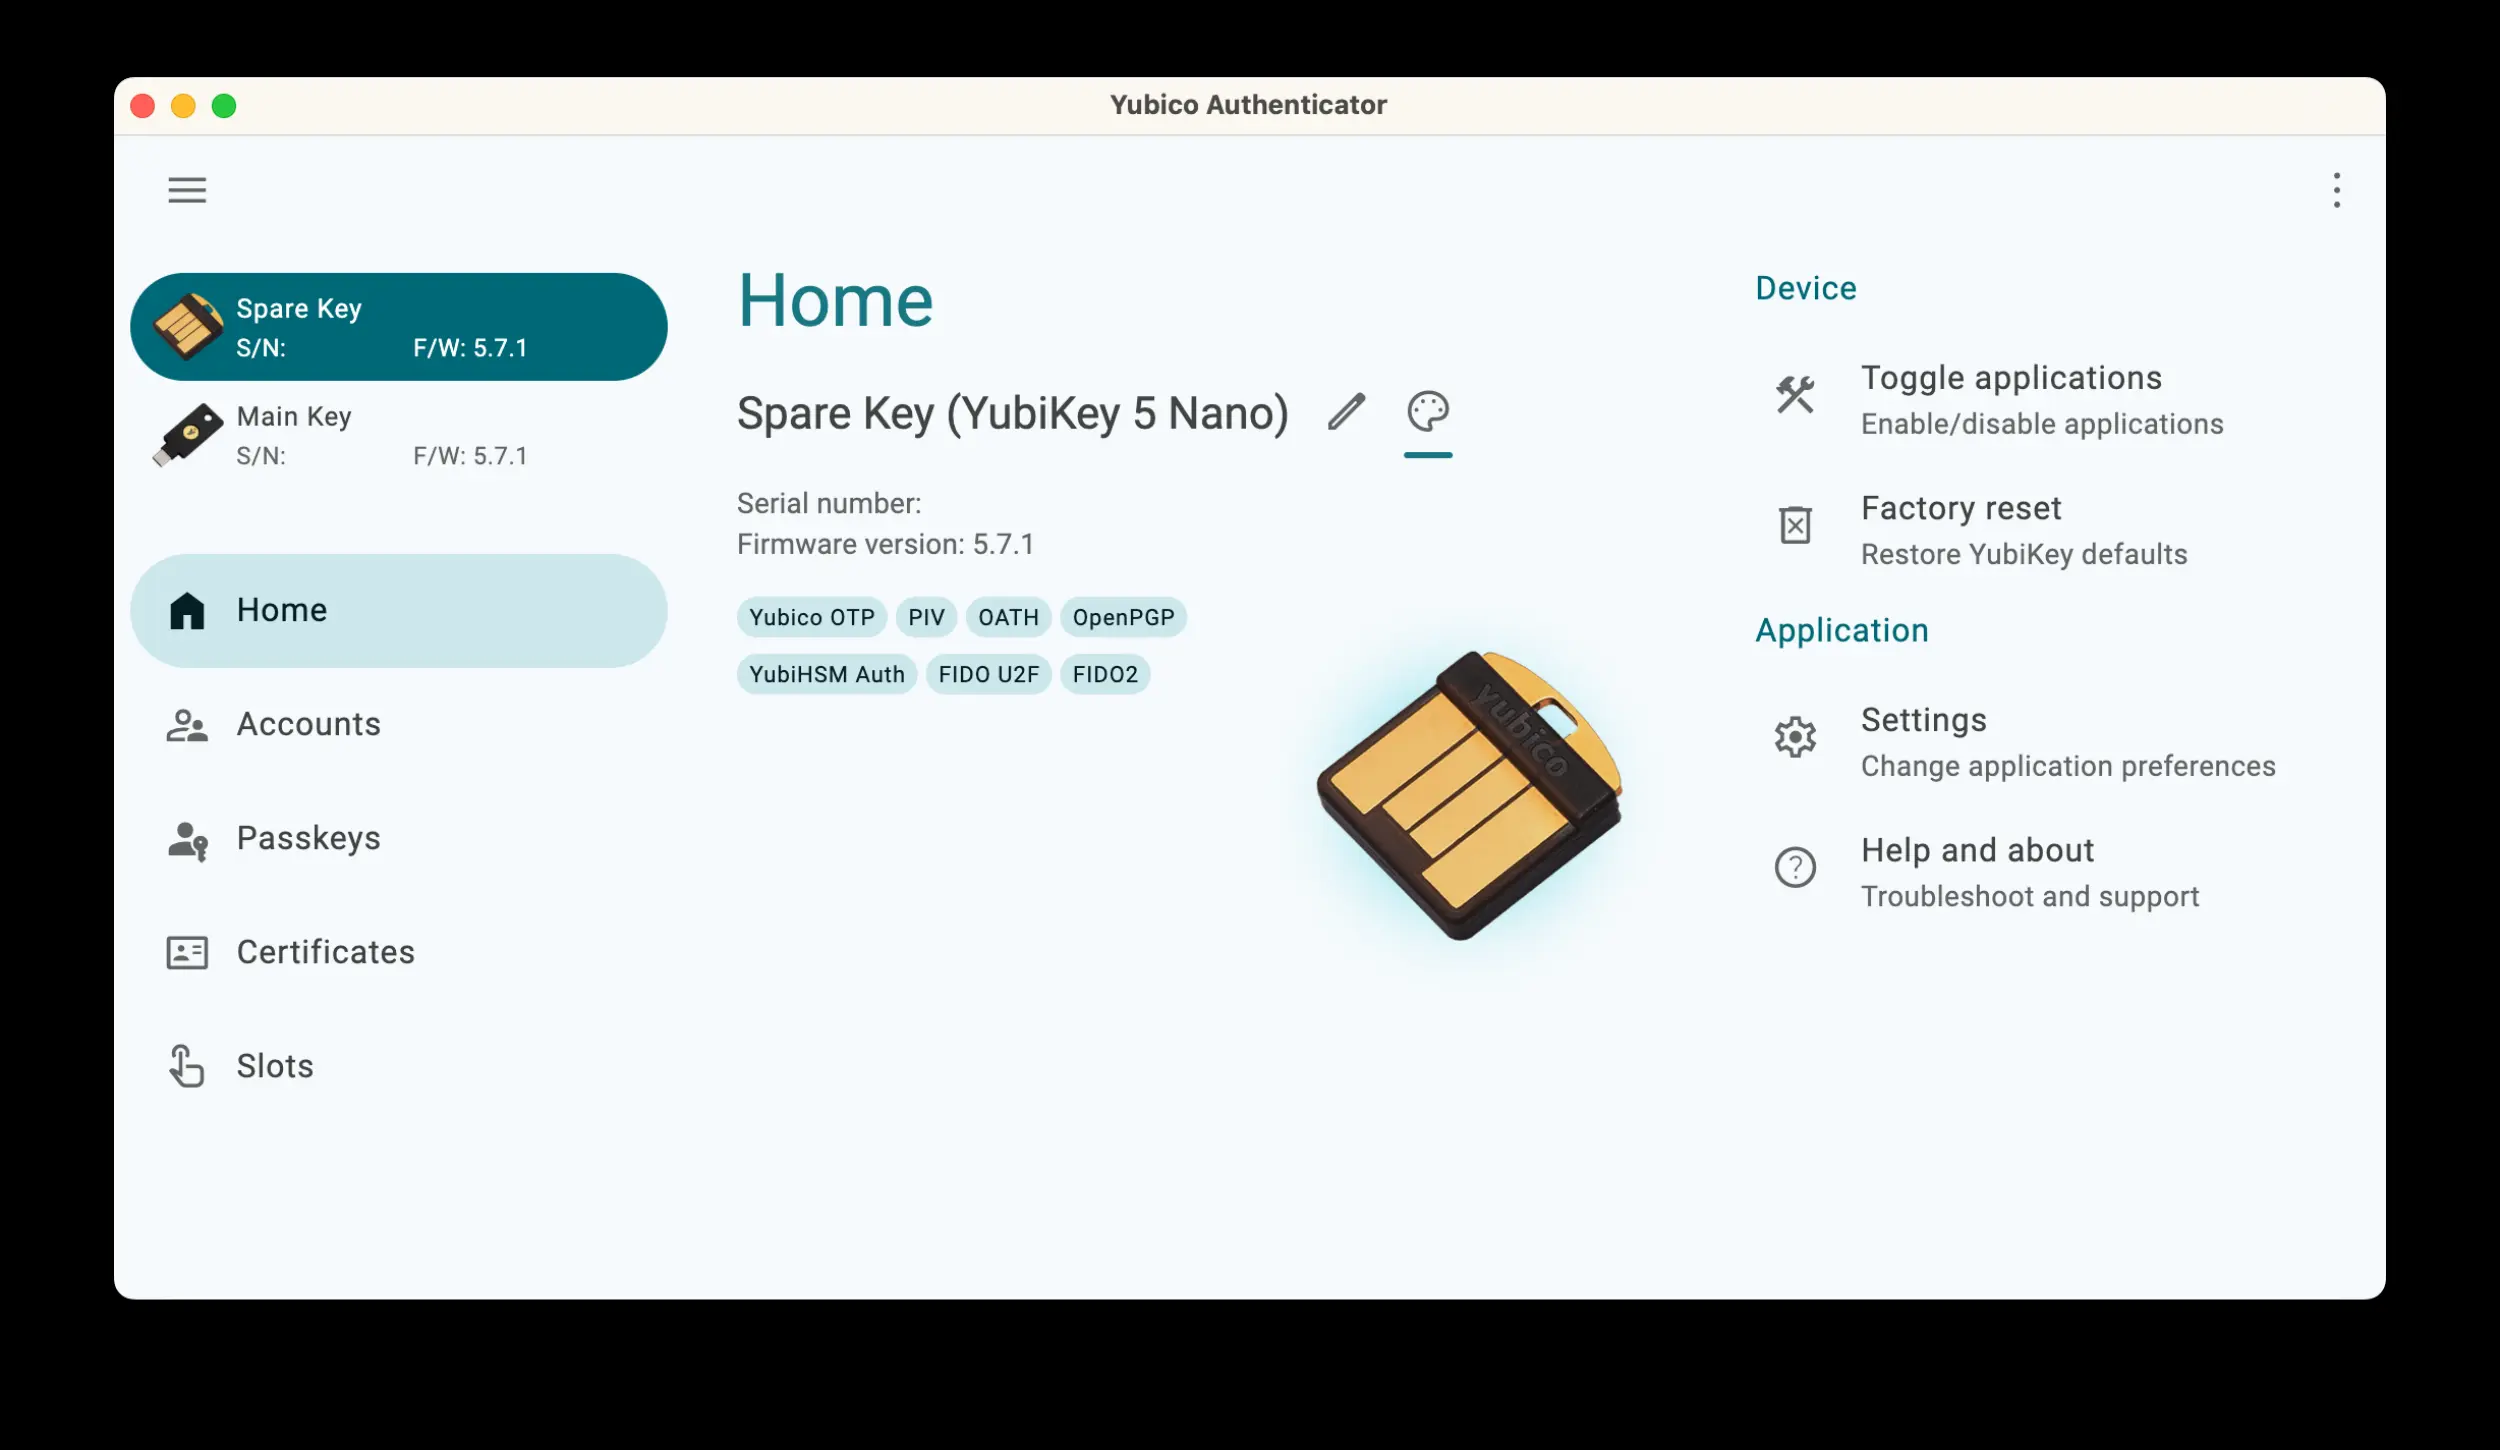 Yubico Authenticator
Spare Key
S/N: F/W: 5.7.1
Main Key
S/N: F/W: 5.7.1
Home
Accounts
Passkeys
Certificates
Slots
Home
Spare Key (YubiKey 5 Nano)
Serial number:
Firmware version: 5.7.1
Yubico OTP PIV OATH OpenPGP
YubiHSM Auth FIDO U2F FIDO2
yubico
Device
Toggle applications
Enable/disable applications
Factory reset
Restore YubiKey defaults
Application
Settings
Change application preferences
Help and about
Troubleshoot and support